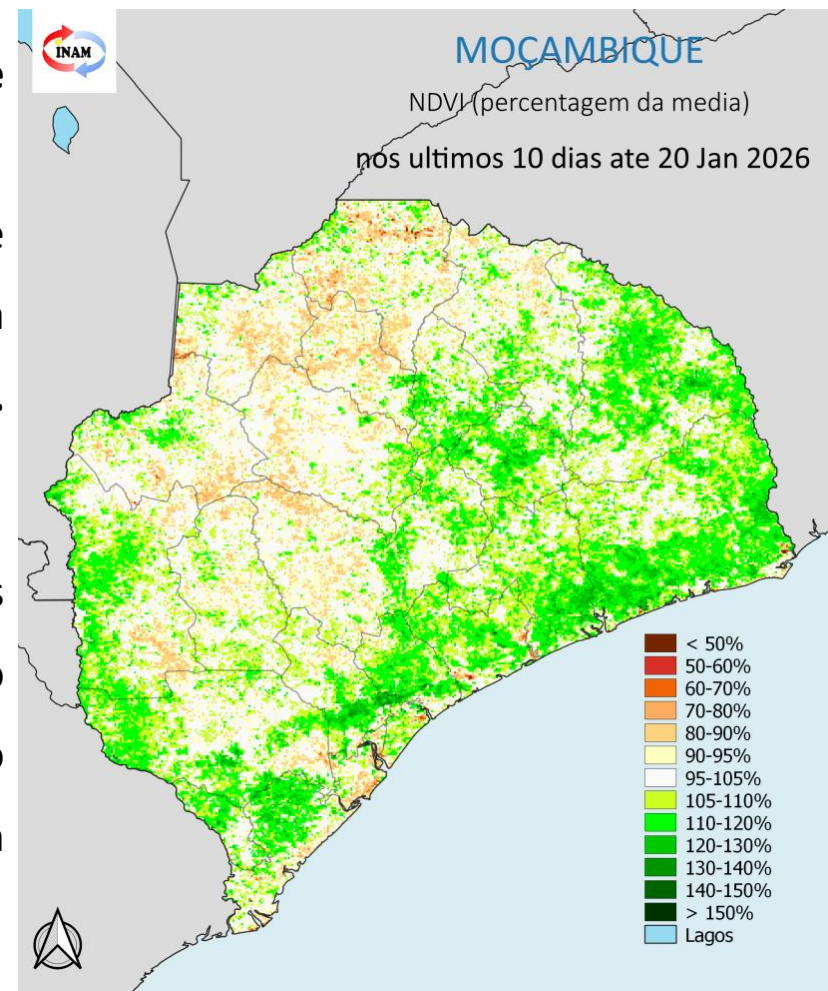 INAM
MOÇAMBIQUE
NDVI (percentagem da media)
nos ultimos 10 dias ate 20 Jan 2026
< 50%
50-60%
60-70%
70-80%
80-90%
90-95%
95-105%
105-110%
110-120%
120-130%
130-140%
140-150%
> 150%
Lagos